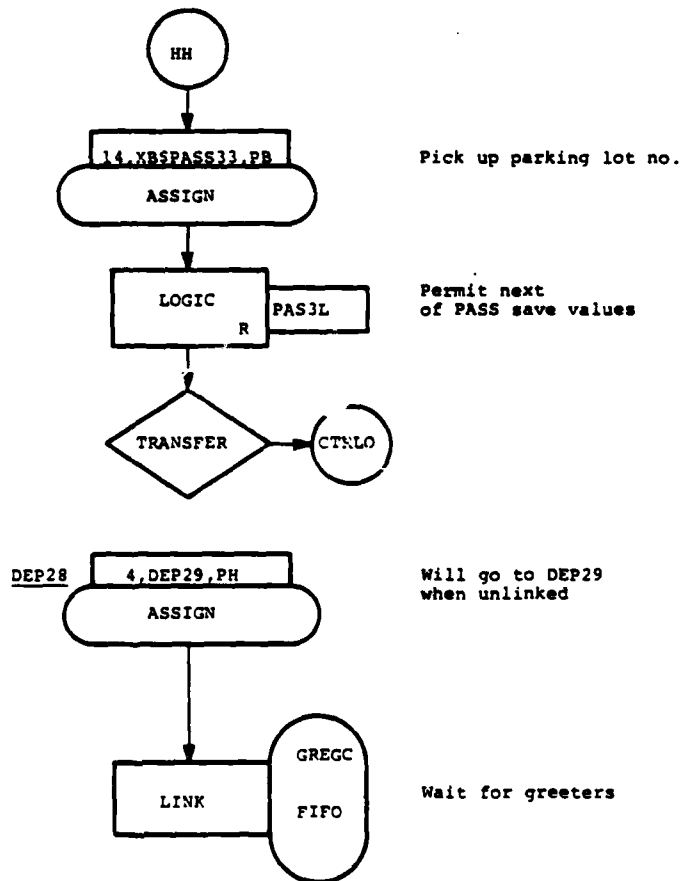 HH
14,XB$PASS33,PB
Pick up parking lot no.
ASSIGN
LOGIC
R
PAS3L
Permit next
of PASS save values
TRANSFER
CTRLO
DEP28
4,DEP29,PH
Will go to DEP29
when unlinked
ASSIGN
GREGC
LINK
FIFO
Wait for greeters